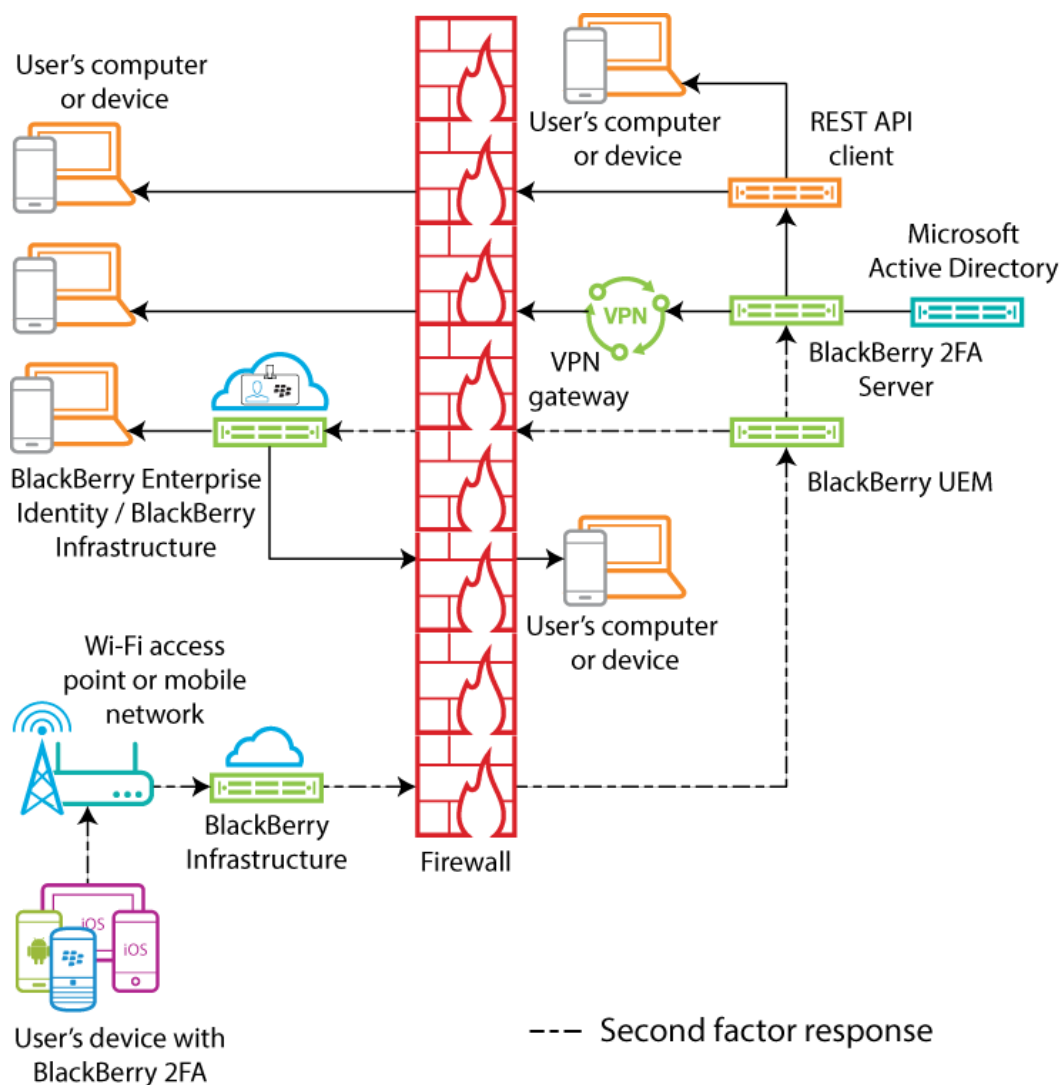 User's computer
or device
User's computer
or device
REST API
client
Microsoft
Active Directory
VPN
VPN
gateway
BlackBerry 2FA
Server
BlackBerry UEM
BlackBerry Enterprise
Identity / BlackBerry
Infrastructure
User's computer
or device
Wi-Fi access
point or mobile
network
BlackBerry
Infrastructure
Firewall
iOS
iOS
User's device with
BlackBerry 2FA
Second factor response